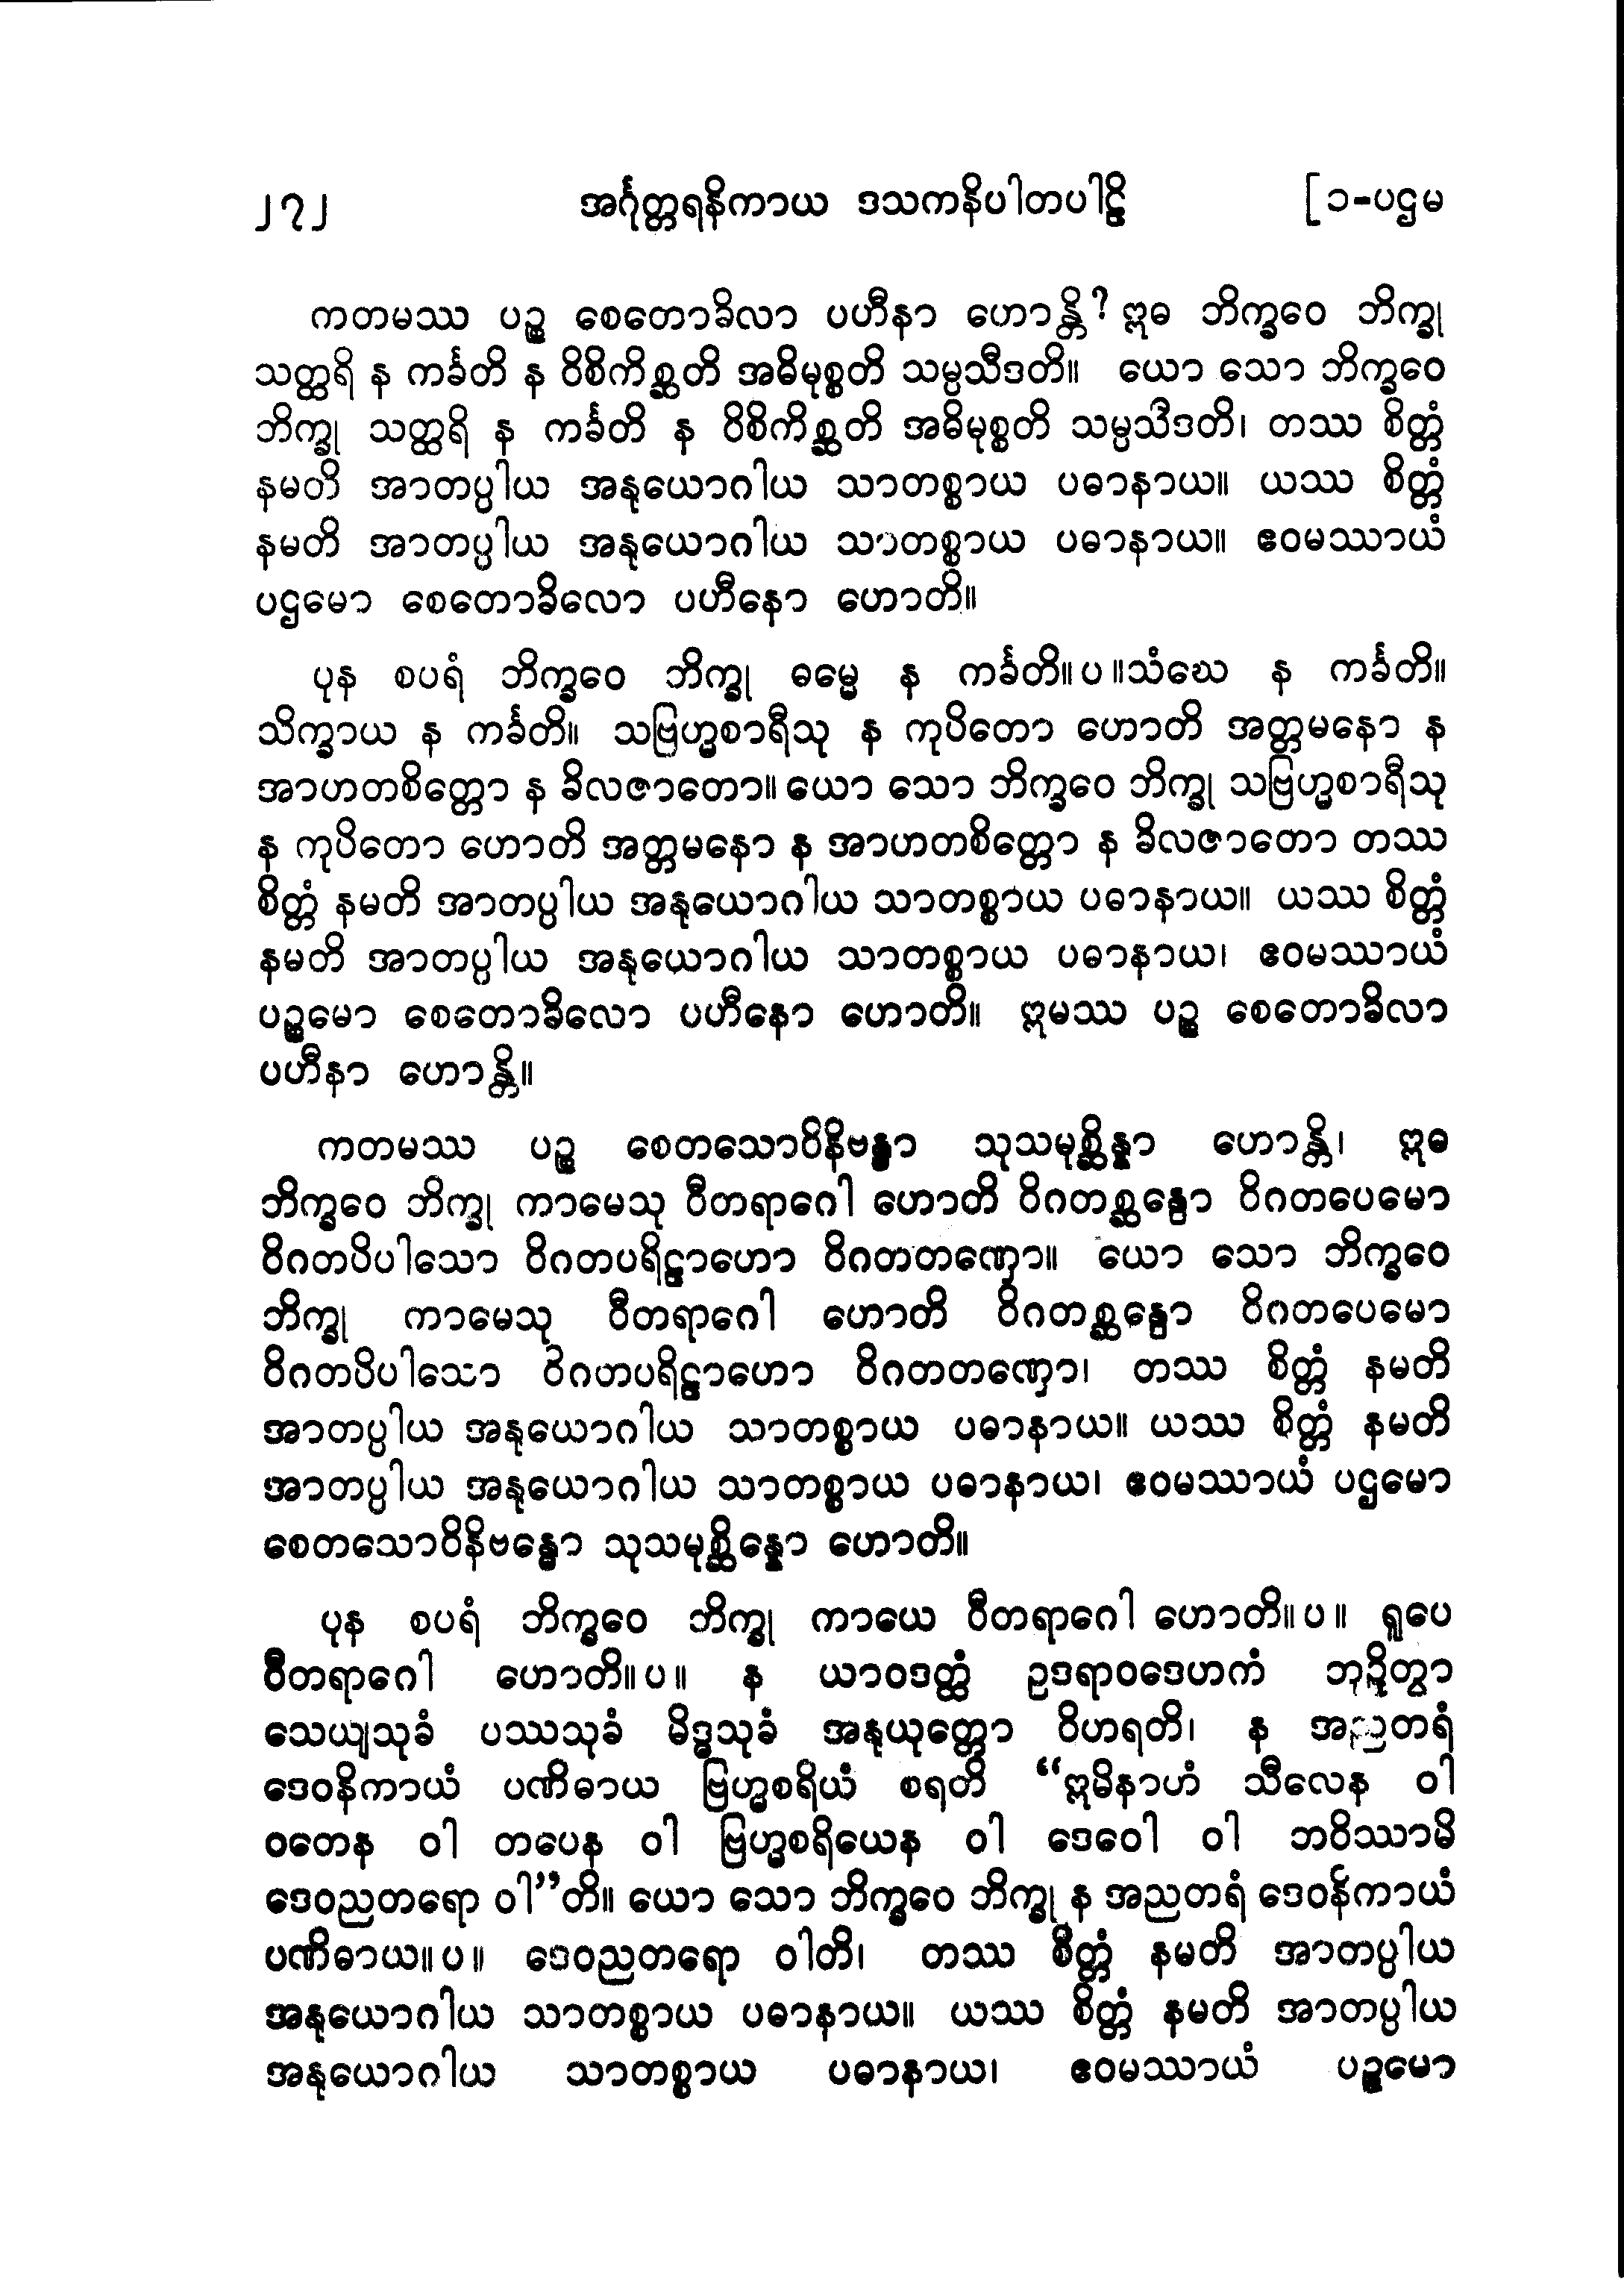 ၂၇၂ အင်္ဂုတ္တရနိကာယ ဒသကနိပါတပါဠိ [၁-ပဌမ
ကတမဿ ပဉ္စ စေတောခိလာ ပဟီနာ ဟောန္တိ? ဣဓ ဘိက္ခဝေ ဘိက္ခု
သတ္ထရိ န ကင်္ခတိ န ဝိစိကိစ္ဆတိ အဓိမုစ္စတိ သမ္ပသီဒတိ။ ယော သော ဘိက္ခဝေ
ဘိက္ခု သတ္ထရိ န ကင်္ခတိ န ဝိစိကိစ္ဆတိ အဓိမုစ္စတိ သမ္ပသီဒတိ၊ တဿ စိတ္တံ
နမတိ အာတပ္ပါယ အနုယောဂါယ သာတစ္စာယ ပဓာနာယ။ ယဿ စိတ္တံ
နမတိ အာတပ္ပါယ အနုယောဂါယ သာတစ္စာယ ပဓာနာယ။ ဧဝမဿာယံ
ပဌမော စေတောခိလော ပဟီနော ဟောတိ။
ပုန စပရံ ဘိက္ခဝေ ဘိက္ခု ဓမ္မေ န ကင်္ခတိ။ပ။သံဃေ န ကင်္ခတိ။
သိက္ခာယ န ကင်္ခတိ။ သဗြဟ္မစာရီသု န ကုပိတော ဟောတိ အတ္တမနော န
အာဟတစိတ္တော န ခိလဇာတော။ ယော သော ဘိက္ခဝေ ဘိက္ခု သဗြဟ္မစာရီသု
န ကုပိတော ဟောတိ အတ္တမနော န အာဟတစိတ္တော န ခိလဇာတော တဿ
စိတ္တံ နမတိ အာတပ္ပါယ အနုယောဂါယ သာတစ္စာယ ပဓာနာယ။ ယဿ စိတ္တံ
နမတိ အာတပ္ပါယ အနုယောဂါယ သာတစ္စာယ ပဓာနာယ၊ ဧဝမဿာယံ
ပဉ္စမော စေတောခိလော ပဟီနော ဟောတိ။ ဣမဿ ပဉ္စ စေတောခိလာ
ပဟီနာ ဟောန္တိ။
ကတမဿ ပဉ္စ စေတသောဝိနိဗန္ဓာ သုသမုစ္ဆိန္နာ ဟောန္တိ၊ ဣဓ
ဘိက္ခဝေ ဘိက္ခု ကာမေသု ဝီတရာဂေါ ဟောတိ ဝိဂတစ္ဆန္ဒော ဝိဂတပေမော
ဝိဂတပိပါသော ဝိဂတပရိဠာဟော ဝိဂတတဏှော။ ယော သော ဘိက္ခဝေ
ဘိက္ခု ကာမေသု ဝီတရာဂေါ ဟောတိ ဝိဂတစ္ဆန္ဒော ဝိဂတပေမော
ဝိဂတပိပါသော ဝိဂတပရိဠာဟော ဝိဂတတဏှော၊ တဿ စိတ္တံ နမတိ
အာတပ္ပါယ အနုယောဂါယ သာတစ္စာယ ပဓာနာယ။ ယဿ စိတ္တံ နမတိ
အာတပ္ပါယ အနုယောဂါယ သာတစ္စာယ ပဓာနာယ၊ ဧဝမဿာယံ ပဌမော
စေတသောဝိနိဗန္ဓော သုသမုစ္ဆိန္နော ဟောတိ။
ပုန စပရံ ဘိက္ခဝေ ဘိက္ခု ကာယေ ဝီတရာဂေါ ဟောတိ။ပ။ ရူပေ
ဝီတရာဂေါ ဟောတိ။ပ။ န ယာဝဒတ္ထံ ဥဒရာဝဒေဟကံ ဘုဉ္ဇိတွာ
သေယျသုခံ ပဿသုခံ မိဒ္ဓသုခံ အနုယုတ္တော ဝိဟရတိ၊ န အညတရံ
ဒေဝနိကာယံ ပဏိဓာယ ဗြဟ္မစရိယံ စရတိ “ဣမိနာဟံ သီလေန ဝါ
ဝတေန ဝါ တပေန ဝါ ဗြဟ္မစရိယေန ဝါ ဒေဝေါ ဝါ ဘဝိဿာမိ
ဒေဝညတရော ဝါ”တိ။ ယော သော ဘိက္ခဝေ ဘိက္ခု န အညတရံ ဒေဝနိကာယံ
ပဏိဓာယ။ပ။ ဒေဝညတရော ဝါတိ၊ တဿ စိတ္တံ နမတိ အာတပ္ပါယ
အနုယောဂါယ သာတစ္စာယ ပဓာနာယ။ ယဿ စိတ္တံ နမတိ အာတပ္ပါယ
အနုယောဂါယ သာတစ္စာယ ပဓာနာယ၊ ဧဝမဿာယံ ပဉ္စမော